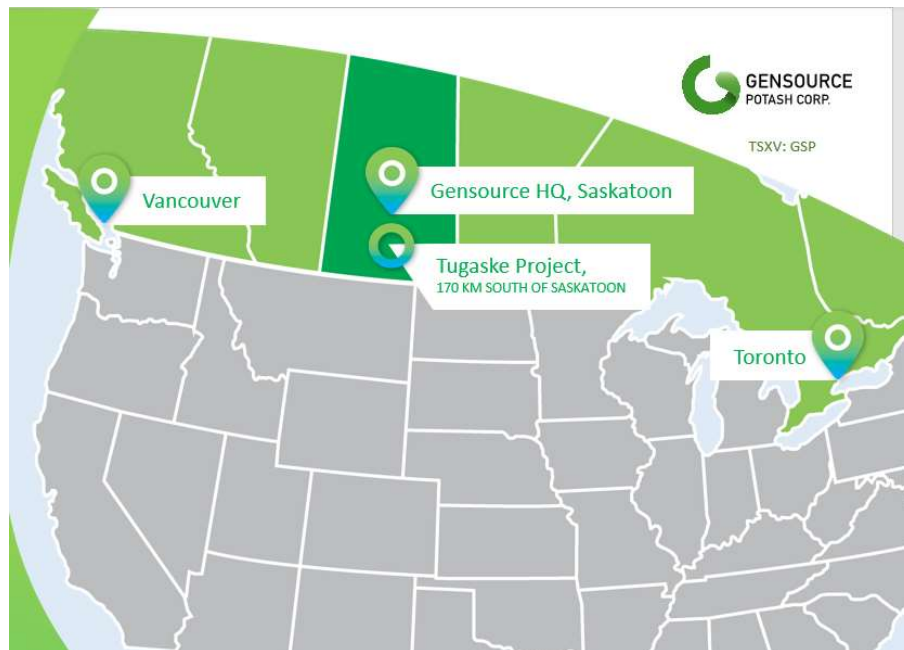 GENSOURCE
POTASH CORP.
TSXV: GSP
Vancouver
Gensource HQ, Saskatoon
Tugaske Project,
170 KM SOUTH OF SASKATOON
Toronto